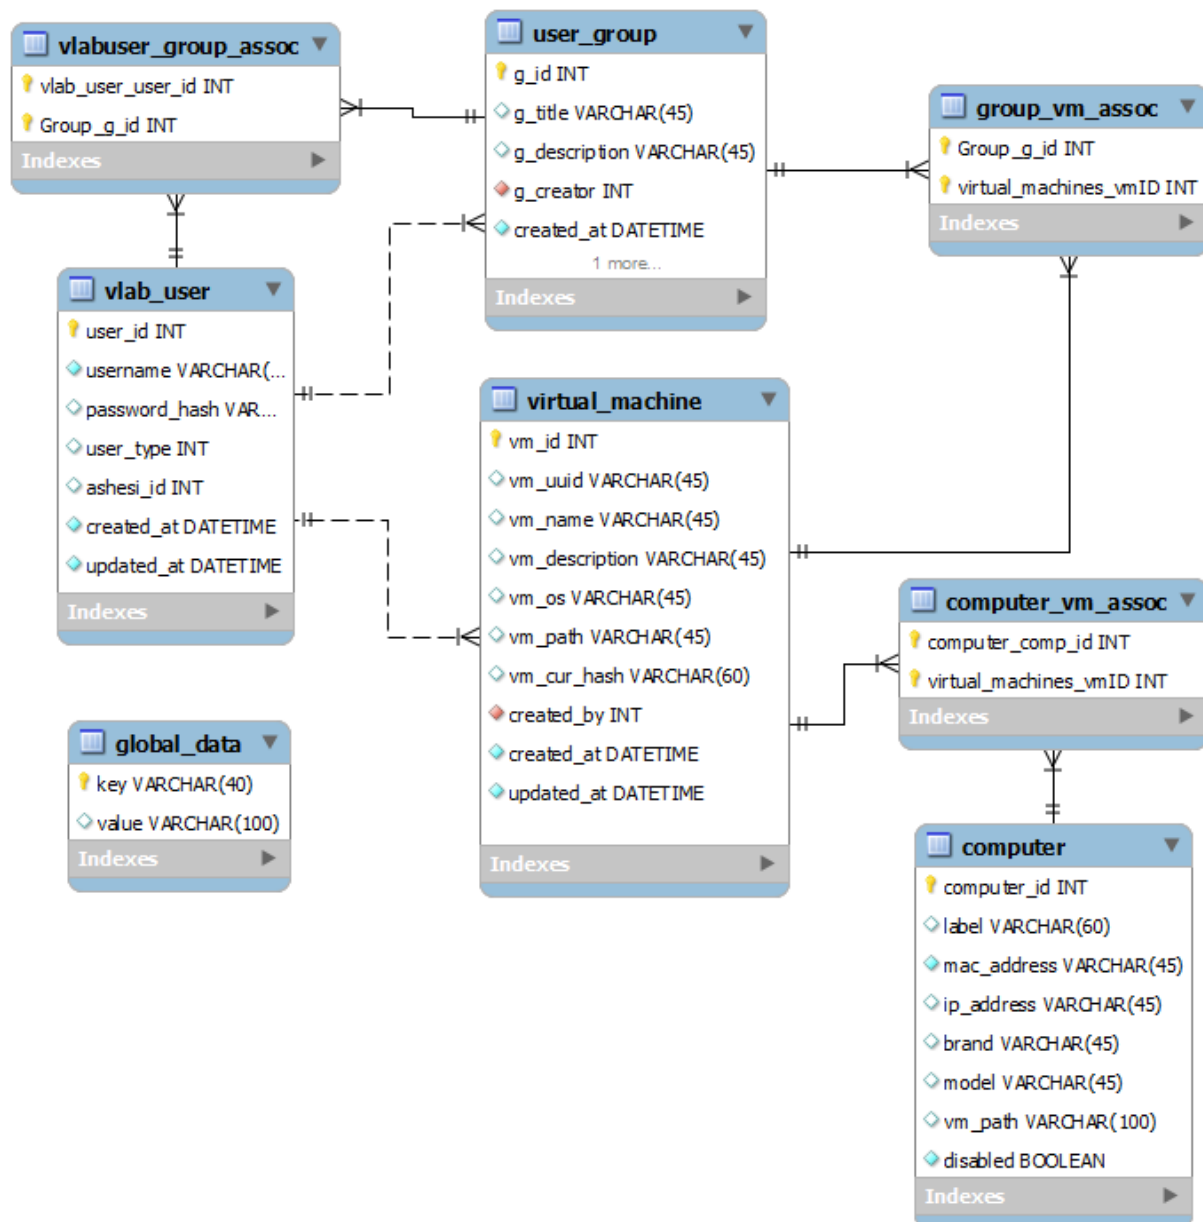 vlabuser_group_assoc
vlab_user_user_id INT
Group_g_id INT
Indexes
user_group
g_id INT
g_title VARCHAR(45)
g_description VARCHAR(45)
g_creator INT
created_at DATETIME
1 more...
Indexes
group_vm_assoc
Group_g_id INT
virtual_machines_vmID INT
Indexes
vlab_user
user_id INT
username VARCHAR(...
password_hash VAR...
user_type INT
ashesi_id INT
created_at DATETIME
updated_at DATETIME
Indexes
virtual_machine
vm_id INT
vm_uuid VARCHAR(45)
vm_name VARCHAR(45)
vm_description VARCHAR(45)
vm_os VARCHAR(45)
vm_path VARCHAR(45)
vm_cur_hash VARCHAR(60)
created_by INT
created_at DATETIME
updated_at DATETIME
Indexes
computer_vm_assoc
computer_comp_id INT
virtual_machines_vmID INT
Indexes
global_data
key VARCHAR(40)
value VARCHAR(100)
Indexes
computer
computer_id INT
label VARCHAR(60)
mac_address VARCHAR(45)
ip_address VARCHAR(45)
brand VARCHAR(45)
model VARCHAR(45)
vm_path VARCHAR(100)
disabled BOOLEAN
Indexes